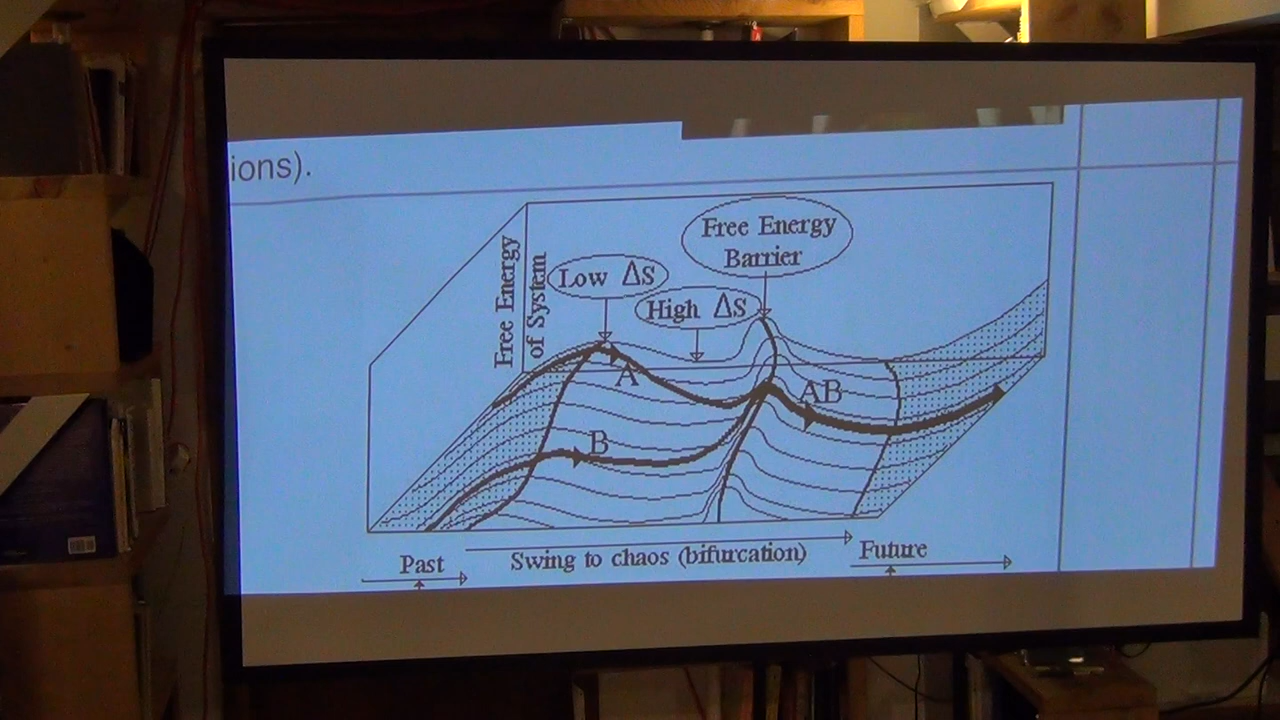 ions).
Free Energy
of System
Low ΔS
High ΔS
Free Energy
Barrier
A
B
AB
Past
Swing to chaos (bifurcation)
Future